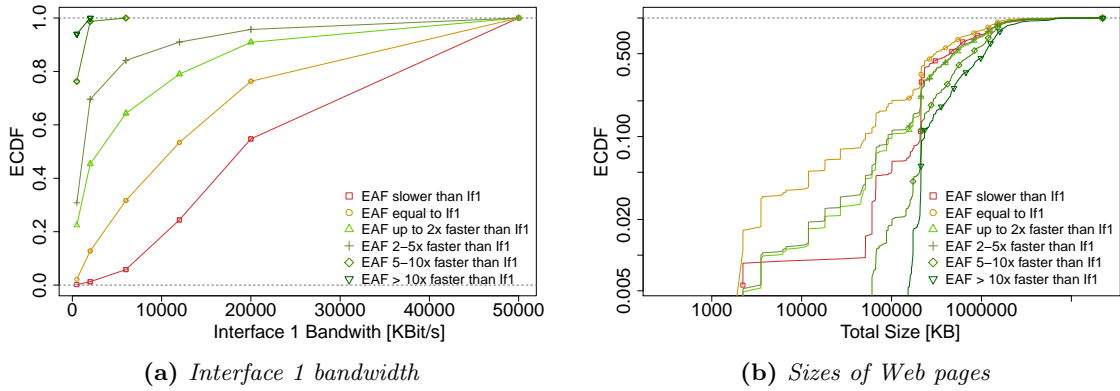 ECDF
1.0
0.8
0.6
0.4
0.2
0.0
EAF slower than If1
EAF equal to If1
EAF up to 2x faster than If1
EAF 2–5x faster than If1
EAF 5–10x faster than If1
EAF > 10x faster than If1
0 10000 20000 30000 40000 50000
Interface 1 Bandwith [KBit/s]
(a) Interface 1 bandwidth
ECDF
0.500
0.100
0.020
0.005
EAF slower than If1
EAF equal to If1
EAF up to 2x faster than If1
EAF 2–5x faster than If1
EAF 5–10x faster than If1
EAF > 10x faster than If1
1000 10000 100000 1000000
Total Size [KB]
(b) Sizes of Web pages